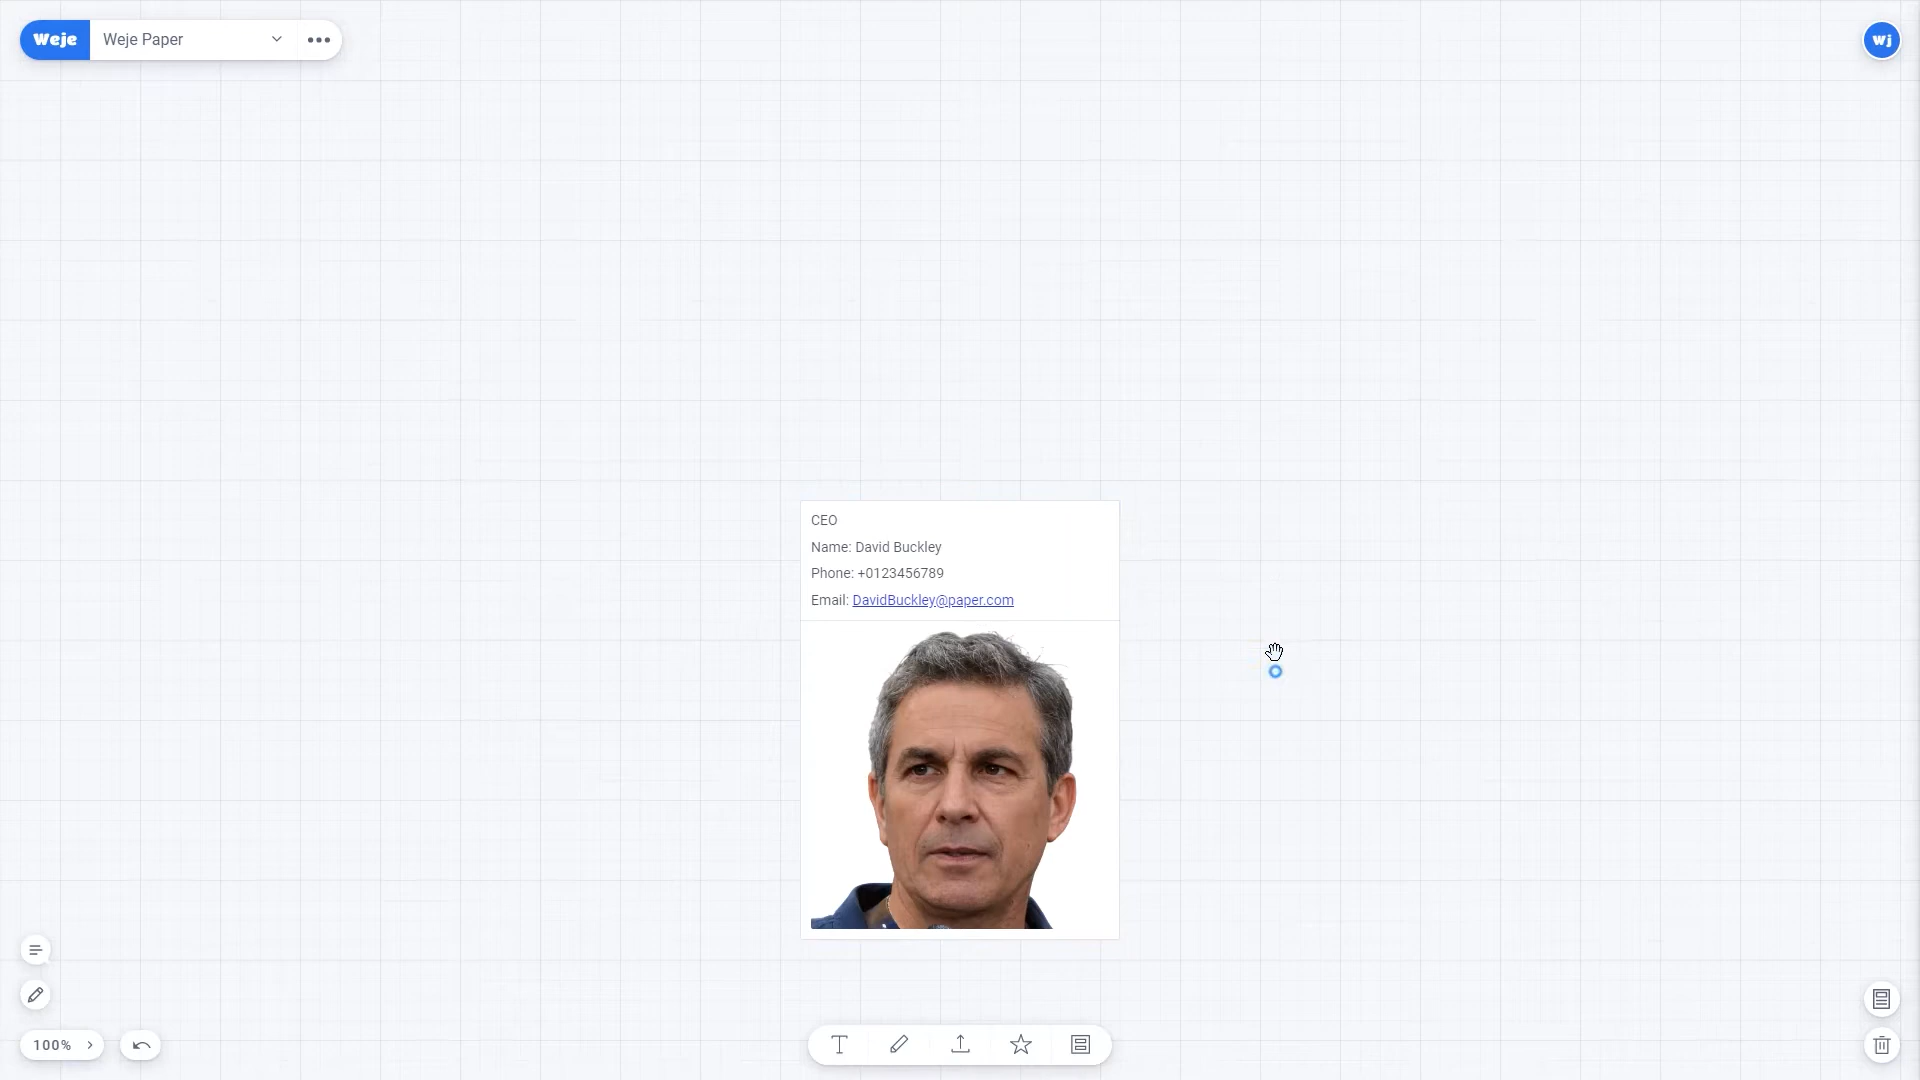 Weje
Weje Paper
wj
CEO
Name: David Buckley
Phone: +0123456789
Email: DavidBuckley@paper.com
100%